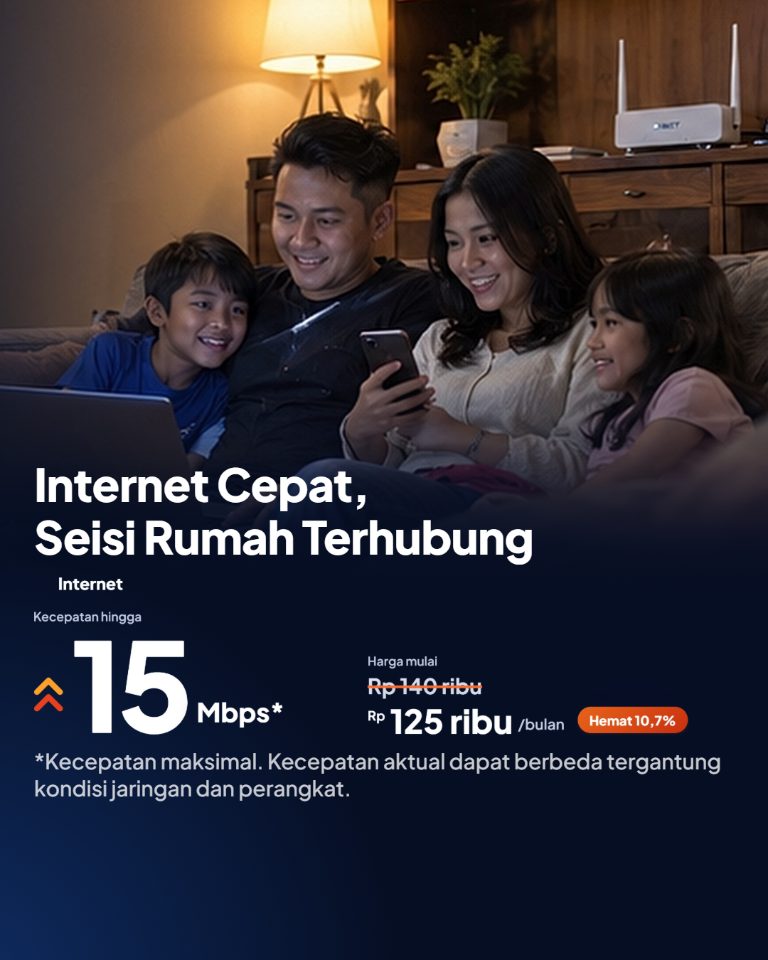 Internet Cepat,
Seisi Rumah Terhubung
Internet
Kecepatan hingga
15 Mbps*
Harga mulai
Rp 140 ribu
Rp 125 ribu /bulan
Hemat 10,7%
*Kecepatan maksimal. Kecepatan aktual dapat berbeda tergantung
kondisi jaringan dan perangkat.